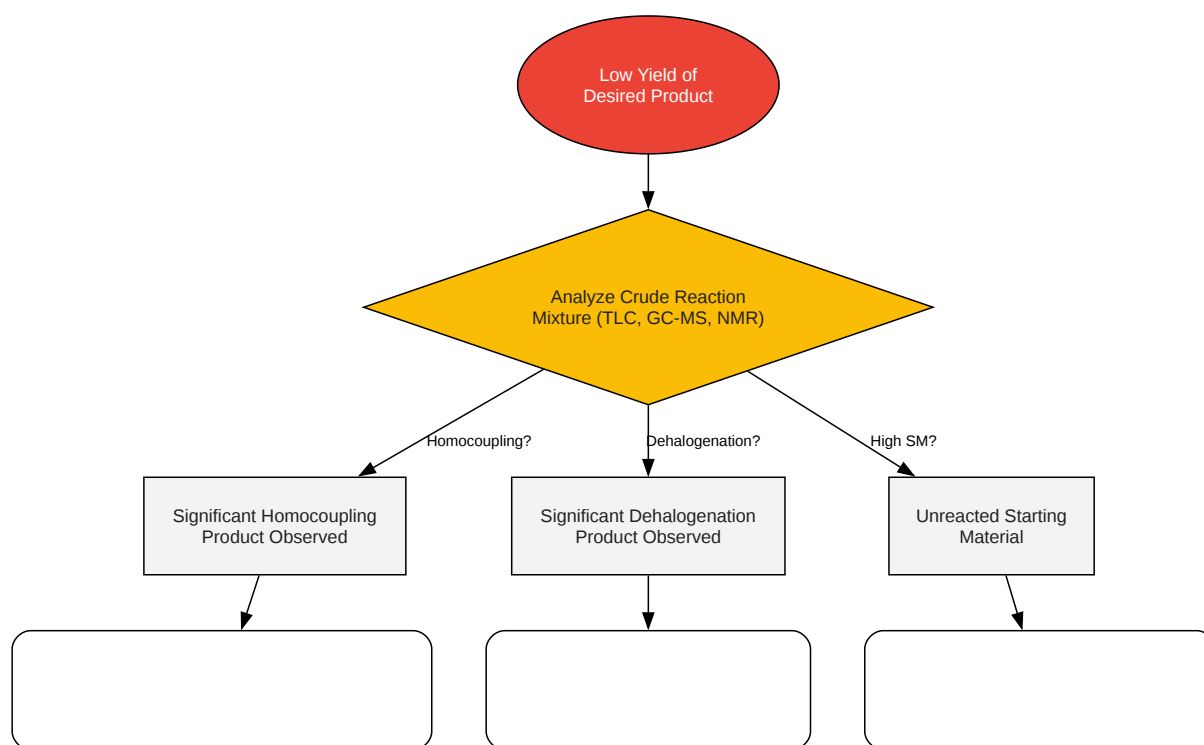 Low Yield of
Desired Product
Analyze Crude Reaction
Mixture (TLC, GC-MS, NMR)
Homocoupling?
Dehalogenation?
High SM?
Significant Homocoupling
Product Observed
Significant Dehalogenation
Product Observed
Unreacted Starting
Material